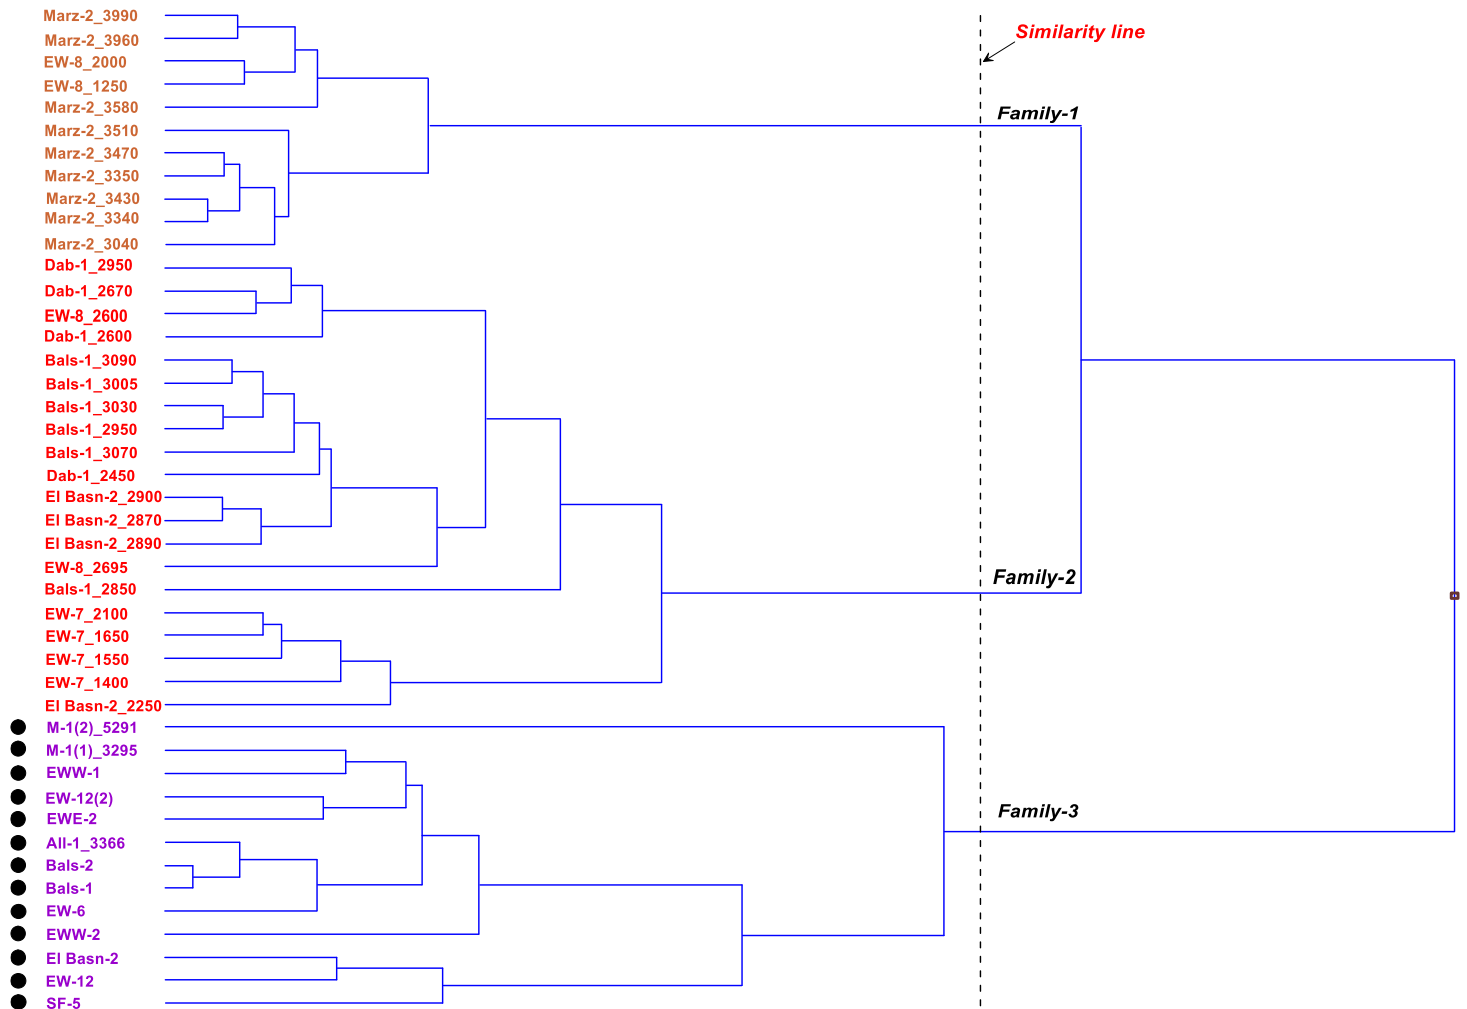 Marz-2_3990
Marz-2_3960
EW-8_2000
EW-8_1250
Marz-2_3580
Marz-2_3510
Marz-2_3470
Marz-2_3350
Marz-2_3430
Marz-2_3340
Marz-2_3040
Dab-1_2950
Dab-1_2670
EW-8_2600
Dab-1_2600
Bals-1_3090
Bals-1_3005
Bals-1_3030
Bals-1_2950
Bals-1_3070
Dab-1_2450
El Basn-2_2900
El Basn-2_2870
El Basn-2_2890
EW-8_2695
Bals-1_2850
EW-7_2100
EW-7_1650
EW-7_1550
EW-7_1400
El Basn-2_2250
M-1(2)_5291
M-1(1)_3295
EWW-1
EW-12(2)
EWE-2
All-1_3366
Bals-2
Bals-1
EW-6
EWW-2
El Basn-2
EW-12
SF-5
Similarity line
Family-1
Family-2
Family-3